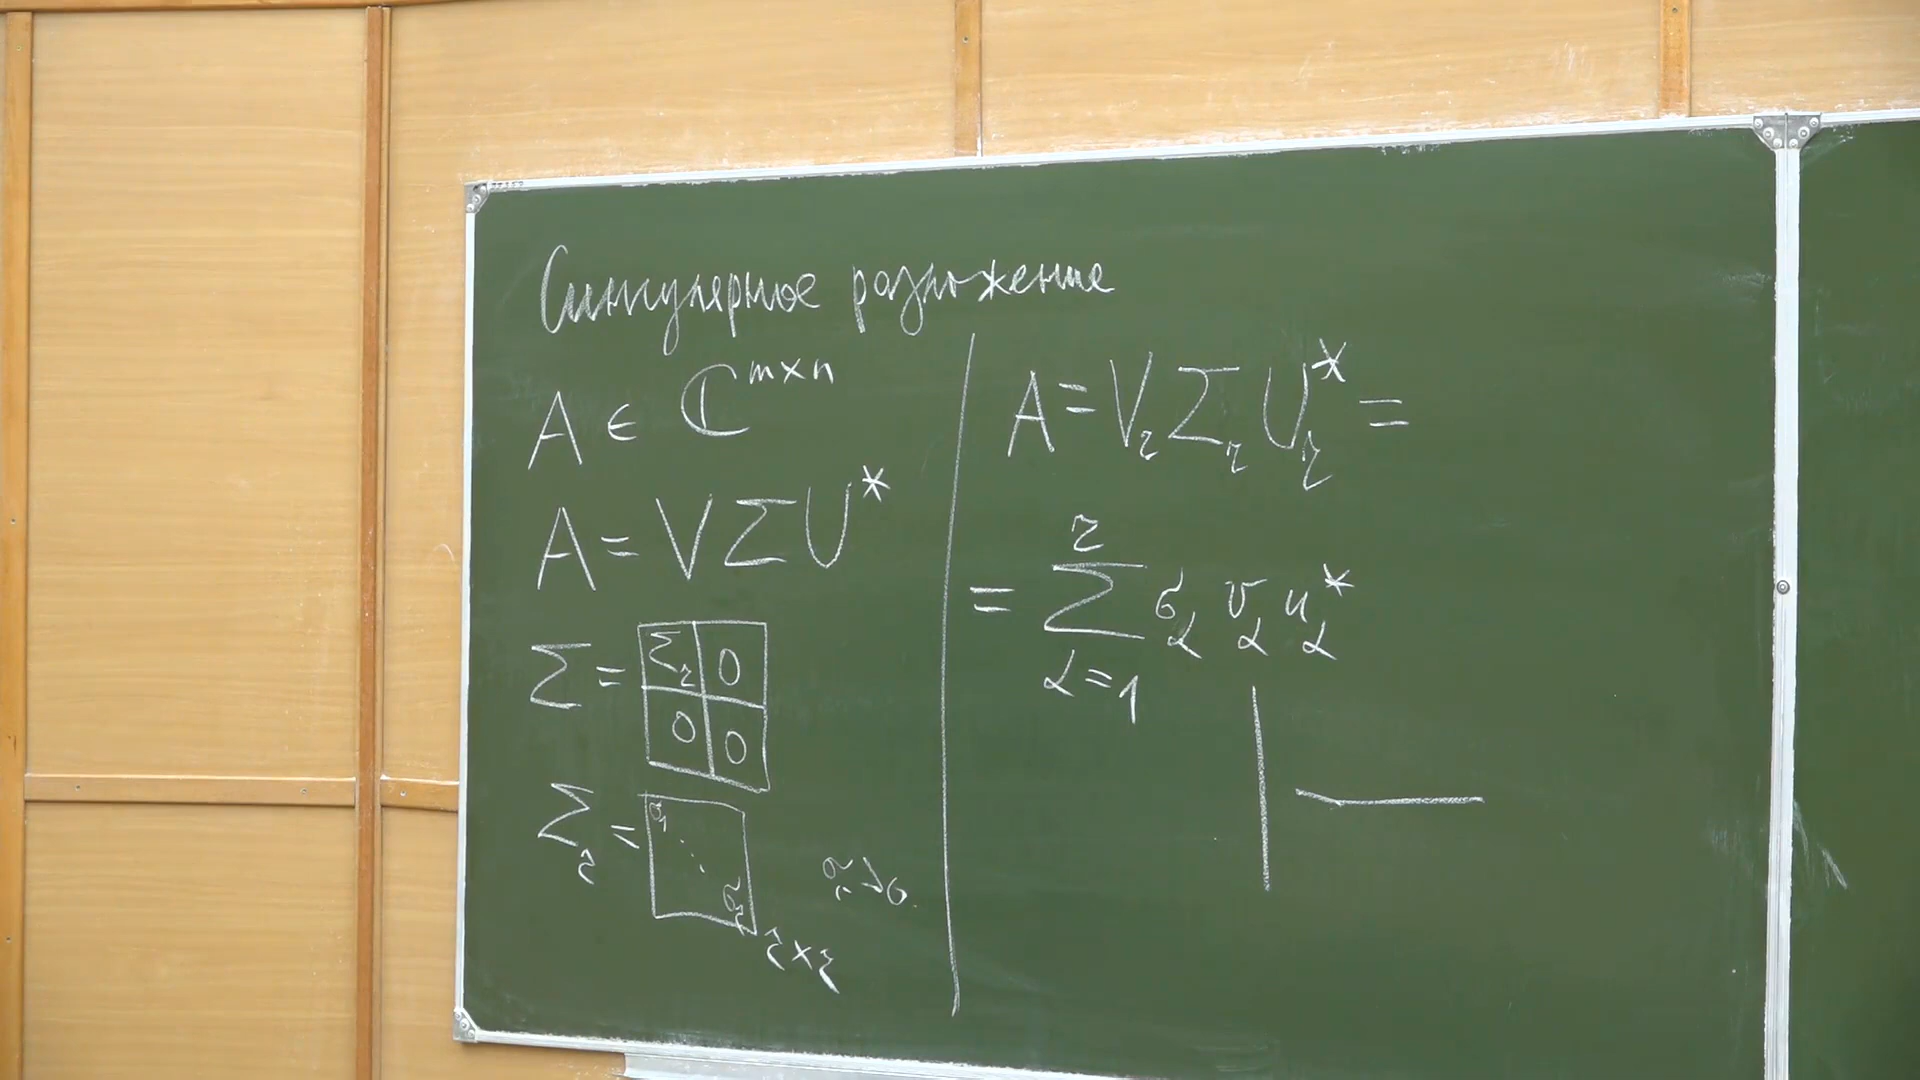 Сингулярное разложение
A ∈ ℂ^{m×n}
A = VΣU*
Σ = [Σ_r 0; 0 0]
Σ_r = [σ_1 ⋱ σ_r]_{r×r} σ_i > 0
A = V_r Σ_r U_r* =
= Σ_{α=1}^{r} σ_α v_α u_α*